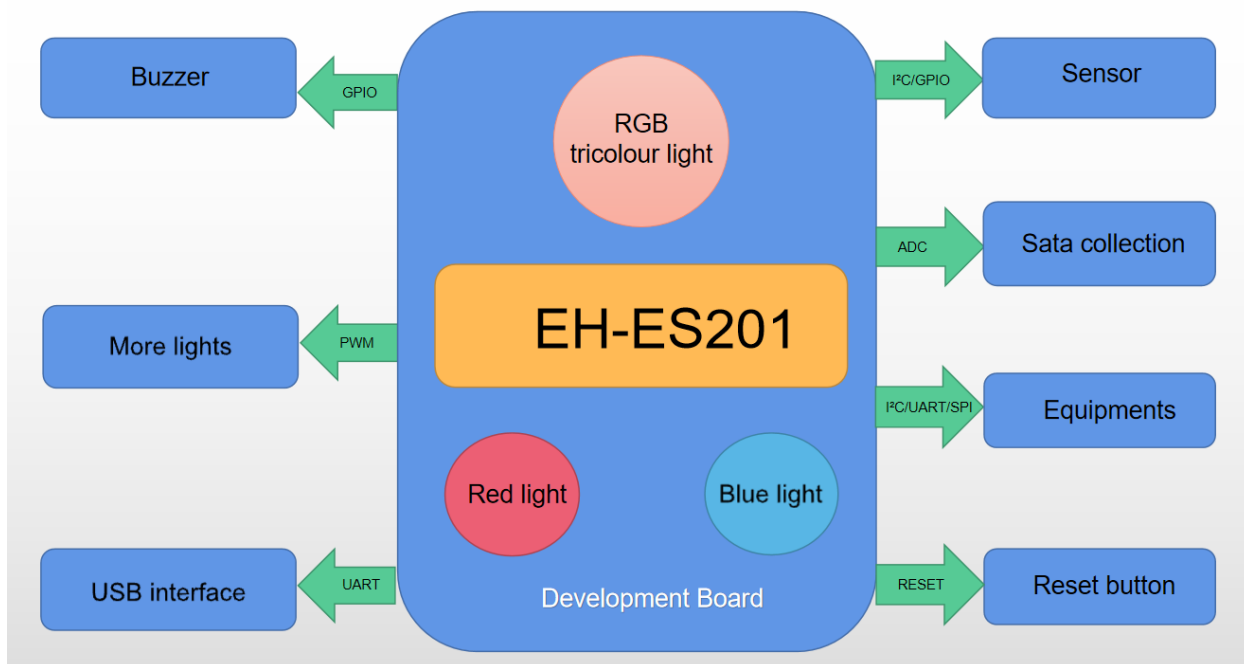 Buzzer
GPIO
RGB
tricolour light
I²C/GPIO
Sensor
ADC
Sata collection
EH-ES201
More lights
PWM
I²C/UART/SPI
Equipments
Red light
Blue light
USB interface
UART
Development Board
RESET
Reset button